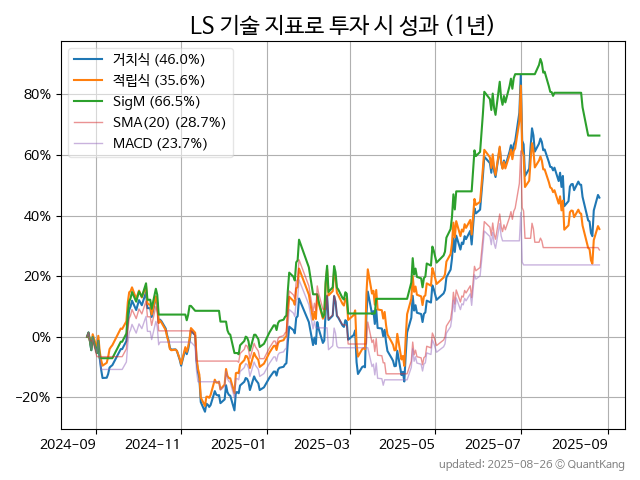 LS 기술 지표로 투자 시 성과 (1년)
거치식 (46.0%)
적립식 (35.6%)
SigM (66.5%)
SMA(20) (28.7%)
MACD (23.7%)
80%
60%
40%
20%
0%
−20%
2024-09 2024-11 2025-01 2025-03 2025-05 2025-07 2025-09
updated: 2025-08-26 © QuantKang